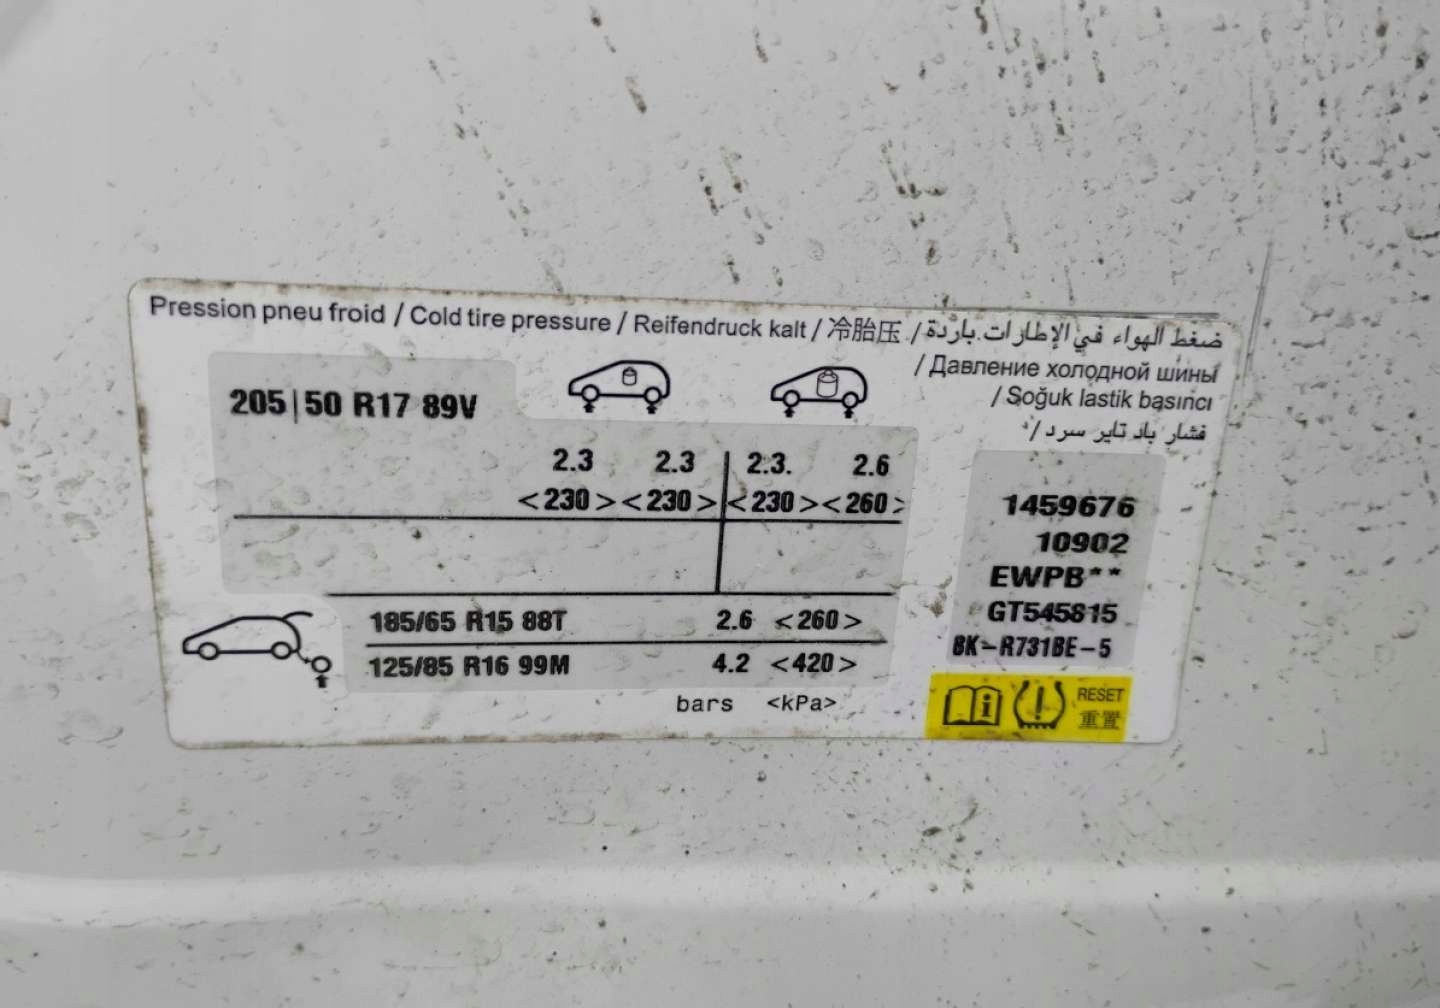 Pression pneu froid / Cold tire pressure / Reifendruck kalt / 冷胎压 / ضغط الهواء في الإطارات باردة
/ Давление холодной шины
/ Soğuk lastik basıncı
/ فشار باد تایر سرد
205|50 R17 89V
2.3 2.3 2.3. 2.6
<230> <230> <230> <260>
185/65 R15 88T 2.6 <260>
125/85 R16 99M 4.2 <420>
bars <kPa>
1459676
10902
EWPB**
GT545815
8K-R731BE-5
RESET
重置